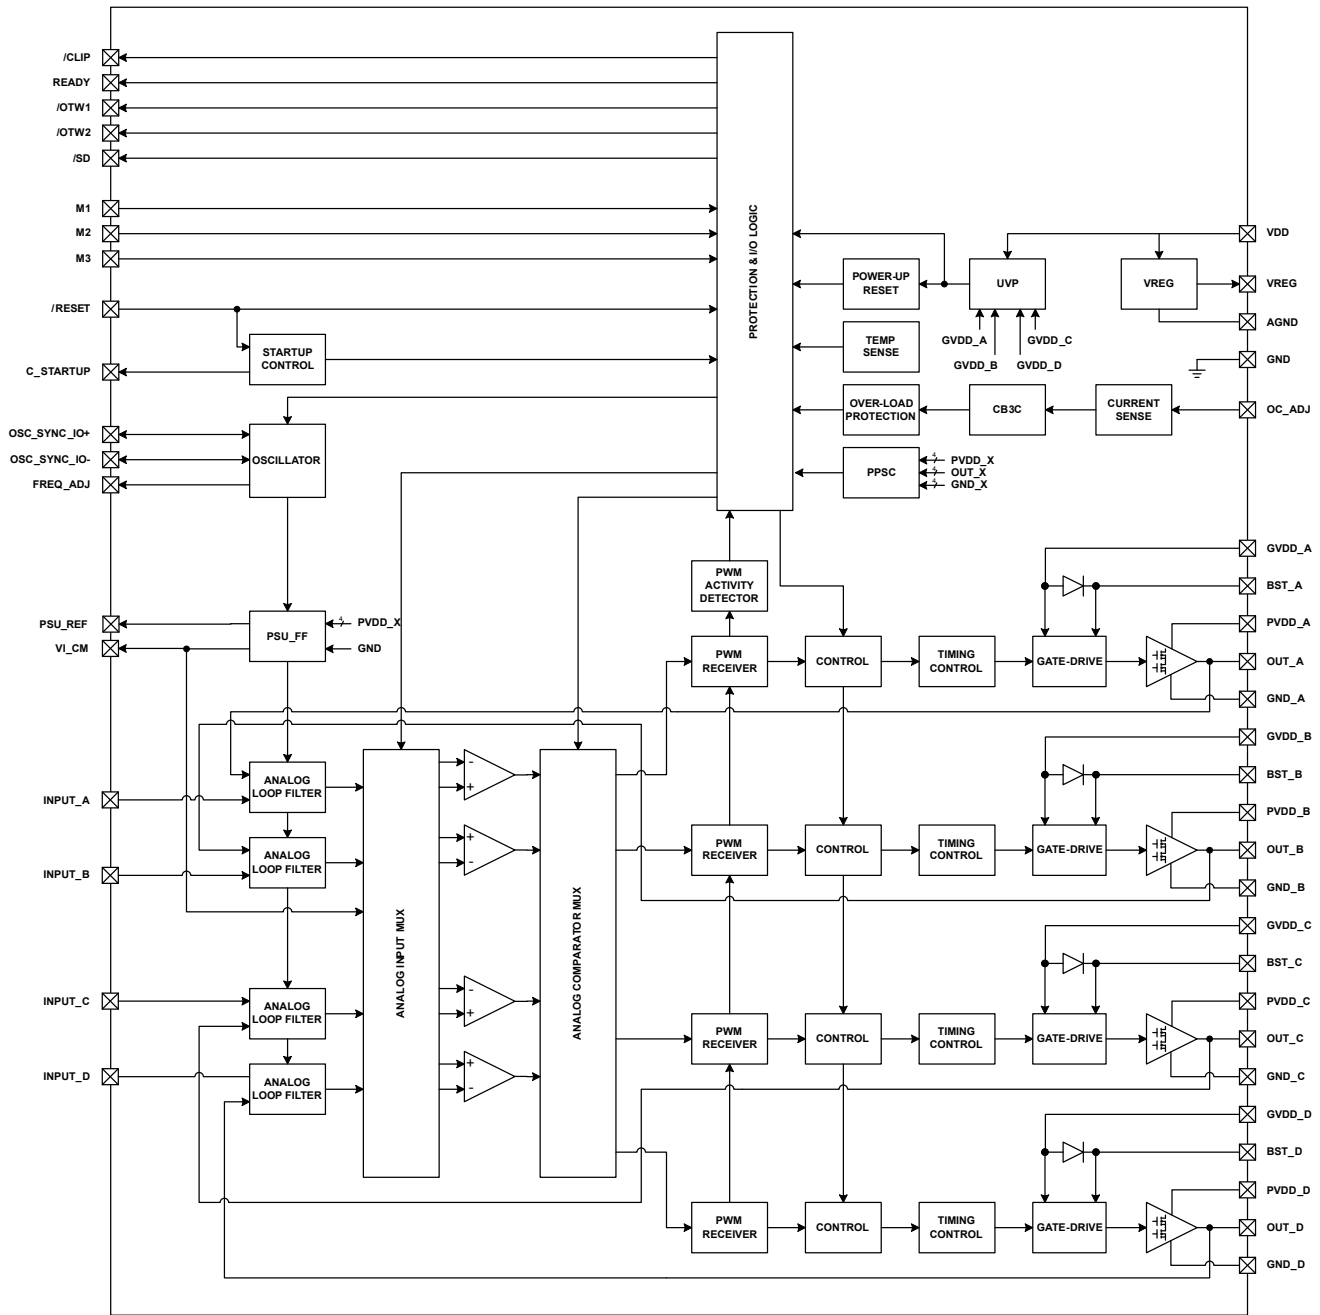 /CLIP
READY
/OTW1
/OTW2
/SD
M1
M2
M3
/RESET
C_STARTUP
OSC_SYNC_IO+
OSC_SYNC_IO-
FREQ_ADJ
PSU_REF
VI_CM
INPUT_A
INPUT_B
INPUT_C
INPUT_D
STARTUP
CONTROL
OSCILLATOR
PSU_FF
4
PVDD_X
GND
ANALOG
LOOP FILTER
ANALOG
LOOP FILTER
ANALOG
LOOP FILTER
ANALOG
LOOP FILTER
ANALOG INPUT MUX
-
+
+
-
-
+
+
-
ANALOG COMPARATOR MUX
PROTECTION & I/O LOGIC
POWER-UP
RESET
UVP
GVDD_A
GVDD_C
GVDD_B
GVDD_D
VREG
TEMP
SENSE
OVER-LOAD
PROTECTION
CB3C
CURRENT
SENSE
PPSC
4
PVDD_X
4
OUT_X
4
GND_X
PWM
ACTIVITY
DETECTOR
PWM
RECEIVER
CONTROL
TIMING
CONTROL
GATE-DRIVE
PWM
RECEIVER
CONTROL
TIMING
CONTROL
GATE-DRIVE
PWM
RECEIVER
CONTROL
TIMING
CONTROL
GATE-DRIVE
PWM
RECEIVER
CONTROL
TIMING
CONTROL
GATE-DRIVE
VDD
VREG
AGND
GND
OC_ADJ
GVDD_A
BST_A
PVDD_A
OUT_A
GND_A
GVDD_B
BST_B
PVDD_B
OUT_B
GND_B
GVDD_C
BST_C
PVDD_C
OUT_C
GND_C
GVDD_D
BST_D
PVDD_D
OUT_D
GND_D